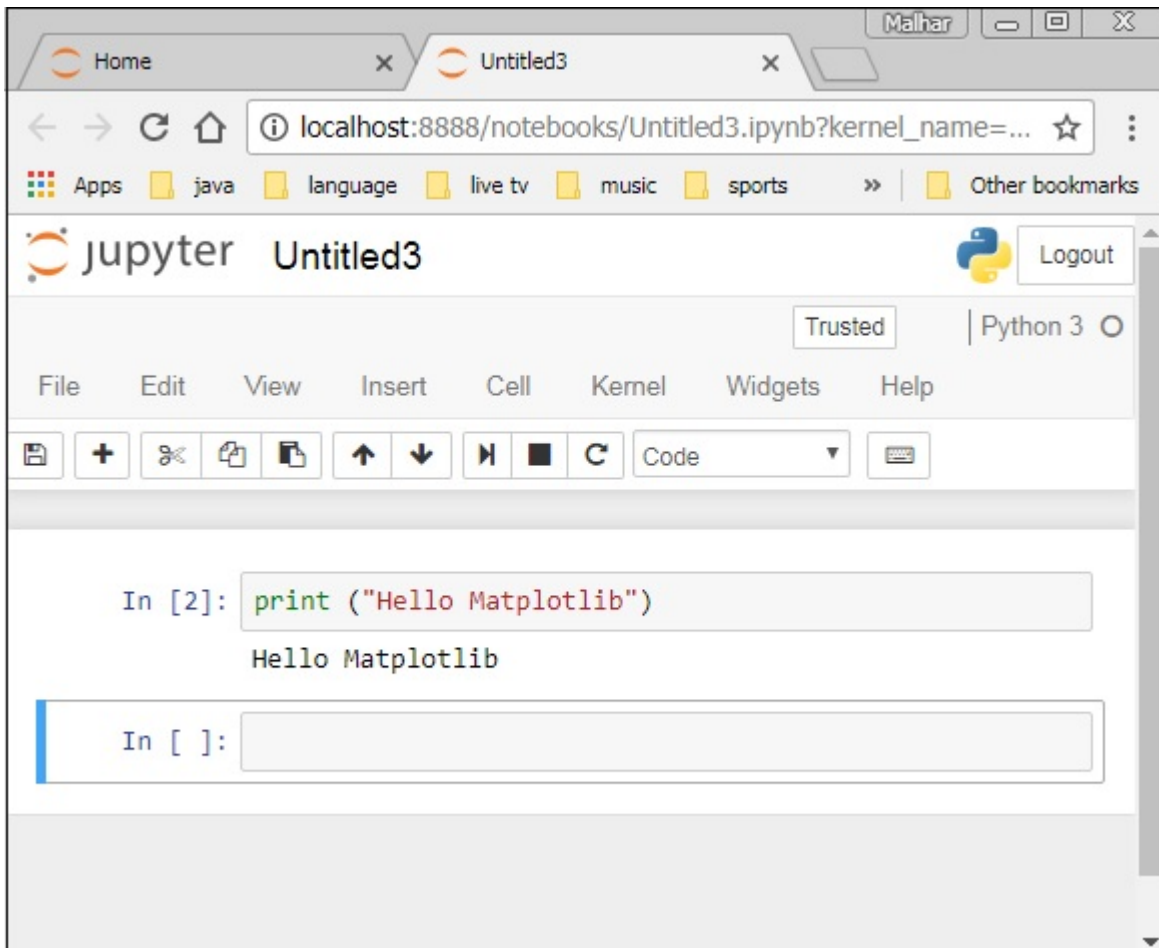 Malhar
Home Untitled3
localhost:8888/notebooks/Untitled3.ipynb?kernel_name=...
Apps java language live tv music sports » Other bookmarks
jupyter Untitled3 Logout
Trusted Python 3
File Edit View Insert Cell Kernel Widgets Help
Code
In [2]: print ("Hello Matplotlib")
Hello Matplotlib
In [ ]: